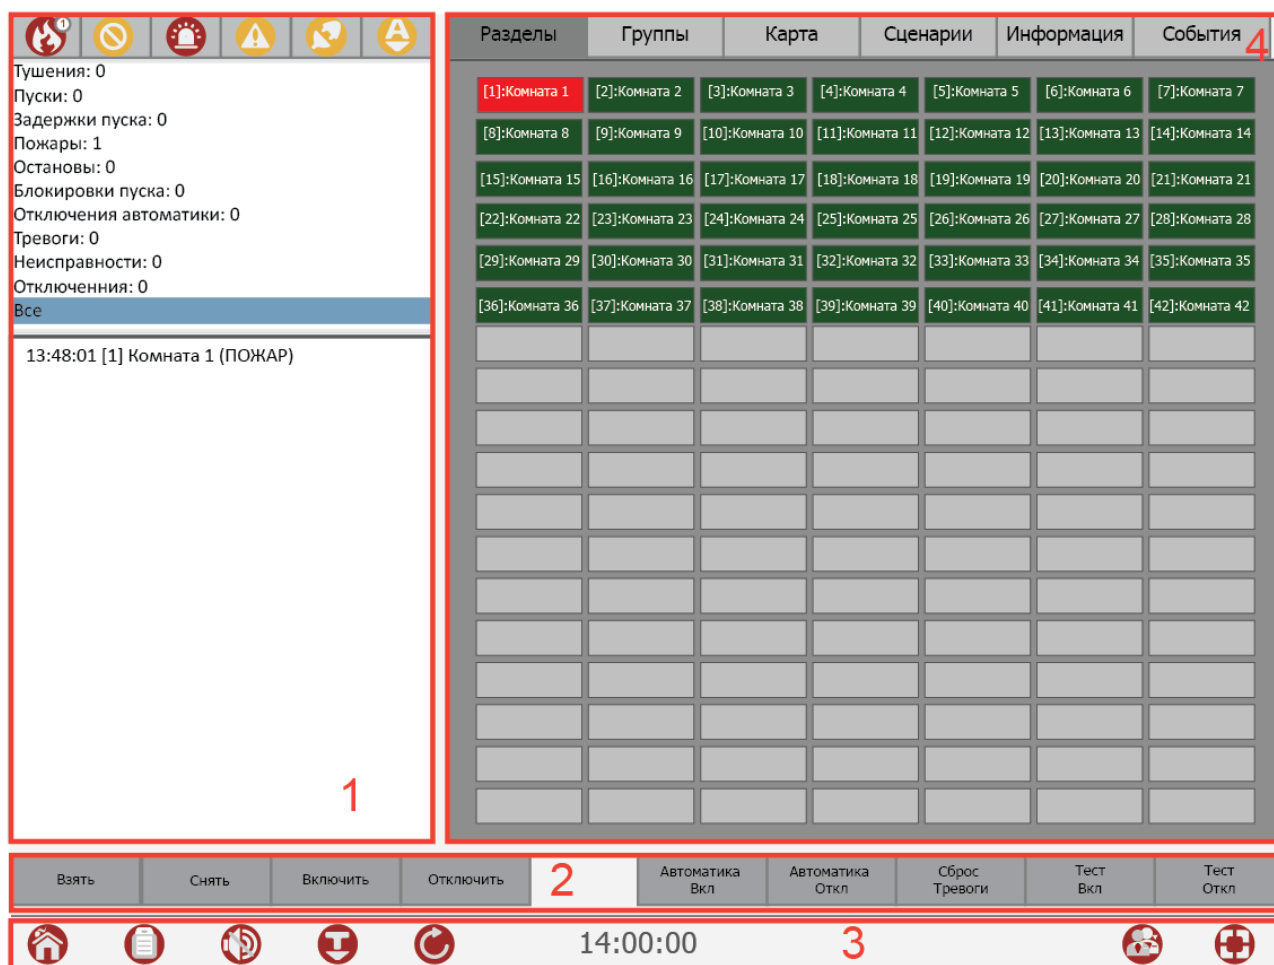 1
A
Разделы Группы Карта Сценарии Информация События 4
Тушения: 0
Пуски: 0
Задержки пуска: 0
Пожары: 1
Остановы: 0
Блокировки пуска: 0
Отключения автоматики: 0
Тревоги: 0
Неисправности: 0
Отключенния: 0
Все
13:48:01 [1] Комната 1 (ПОЖАР)
1
[1]:Комната 1 [2]:Комната 2 [3]:Комната 3 [4]:Комната 4 [5]:Комната 5 [6]:Комната 6 [7]:Комната 7
[8]:Комната 8 [9]:Комната 9 [10]:Комната 10 [11]:Комната 11 [12]:Комната 12 [13]:Комната 13 [14]:Комната 14
[15]:Комната 15 [16]:Комната 16 [17]:Комната 17 [18]:Комната 18 [19]:Комната 19 [20]:Комната 20 [21]:Комната 21
[22]:Комната 22 [23]:Комната 23 [24]:Комната 24 [25]:Комната 25 [26]:Комната 26 [27]:Комната 27 [28]:Комната 28
[29]:Комната 29 [30]:Комната 30 [31]:Комната 31 [32]:Комната 32 [33]:Комната 33 [34]:Комната 34 [35]:Комната 35
[36]:Комната 36 [37]:Комната 37 [38]:Комната 38 [39]:Комната 39 [40]:Комната 40 [41]:Комната 41 [42]:Комната 42
Взять Снять Включить Отключить 2 Автоматика Автоматика Сброс Тест Тест
Вкл Откл Тревоги Вкл Откл
T 14:00:00 3